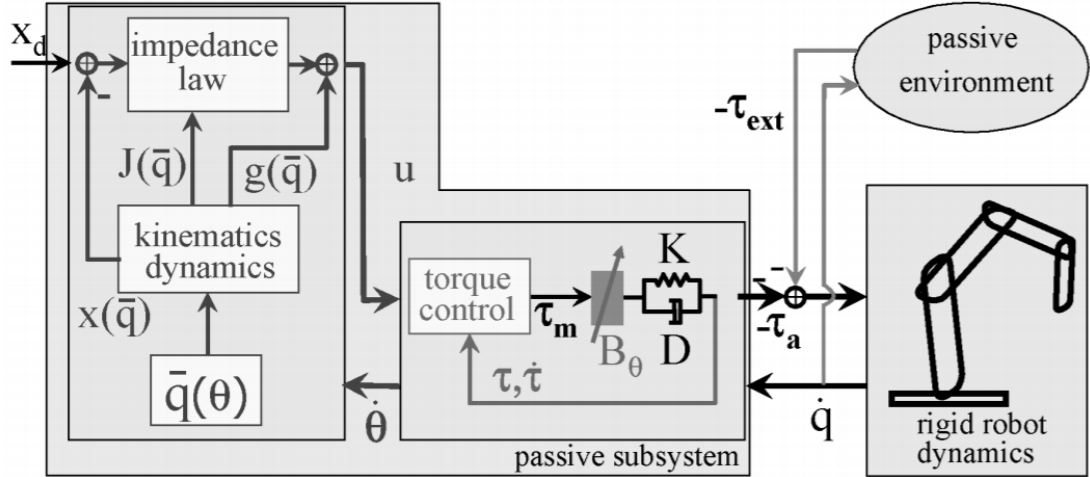 x_d
impedance
law
-
J(q̄)
g(q̄)
u
kinematics
dynamics
x(q̄)
q̄(θ)
torque
control
τ_m
B_θ
K
D
τ,τ̇
θ̇
passive subsystem
passive
environment
-τ_ext
- -
-τ_a
q̇
rigid robot
dynamics